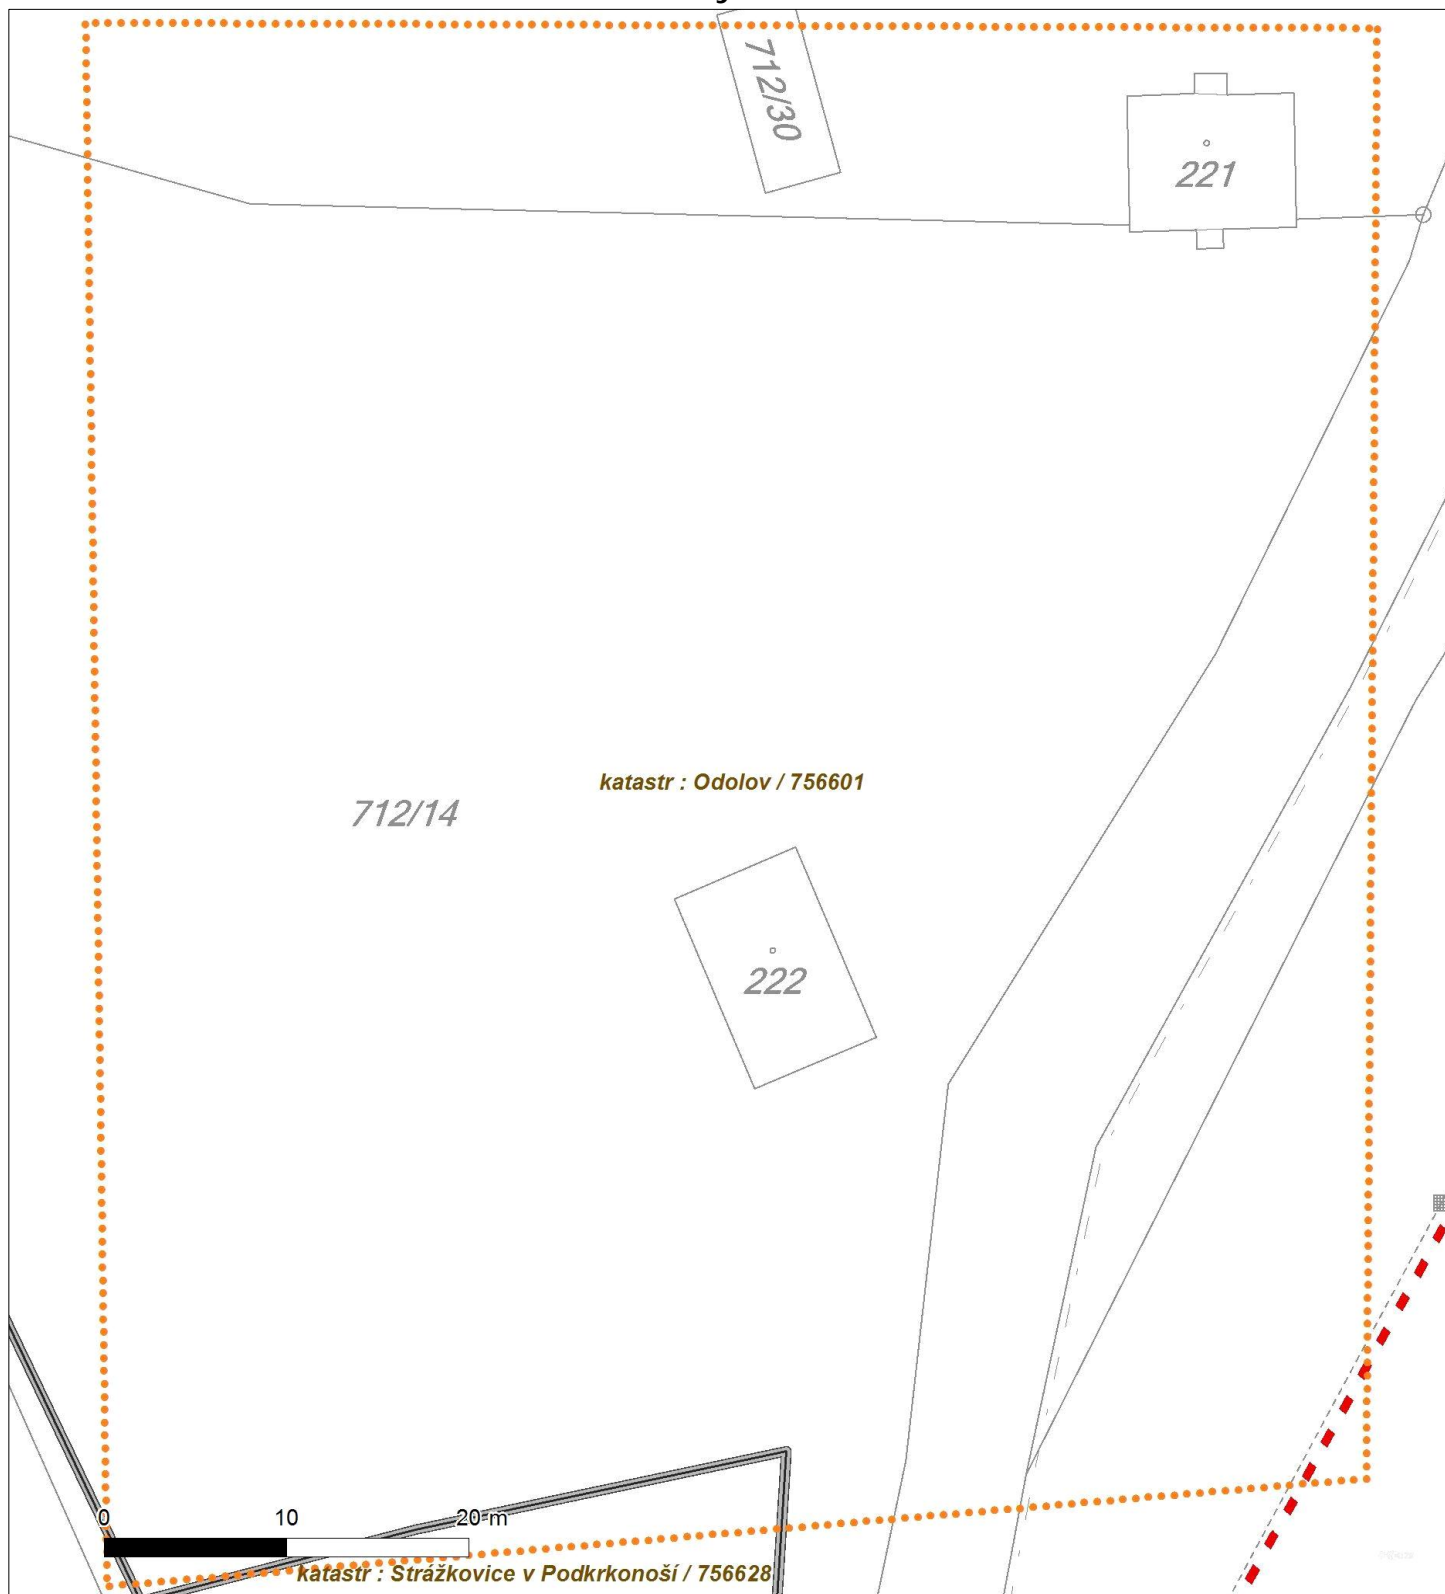 712/30
221
katastr : Odolov / 756601
712/14
222
0 10 20 m
katastr : Strážkovice v Podkrkonoší / 756628